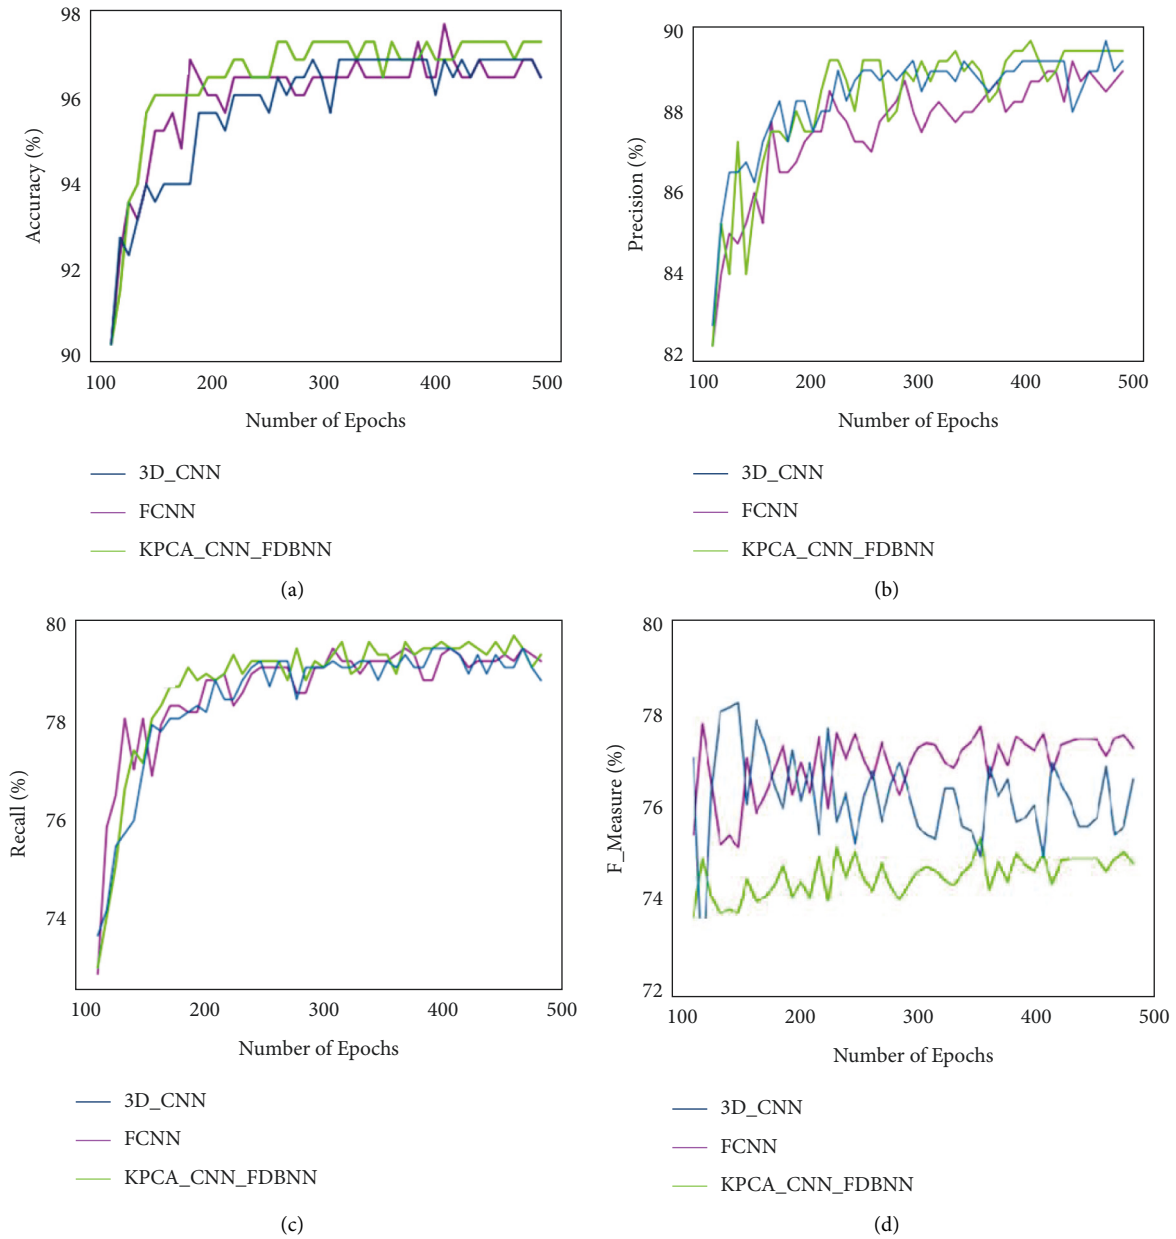 98
96
94
92
90
Accuracy (%)
100 200 300 400 500
Number of Epochs
3D_CNN
FCNN
KPCA_CNN_FDBNN
(a)
90
88
86
84
82
Precision (%)
100 200 300 400 500
Number of Epochs
3D_CNN
FCNN
KPCA_CNN_FDBNN
(b)
80
78
76
74
Recall (%)
100 200 300 400 500
Number of Epochs
3D_CNN
FCNN
KPCA_CNN_FDBNN
(c)
80
78
76
74
72
F_Measure (%)
100 200 300 400 500
Number of Epochs
3D_CNN
FCNN
KPCA_CNN_FDBNN
(d)